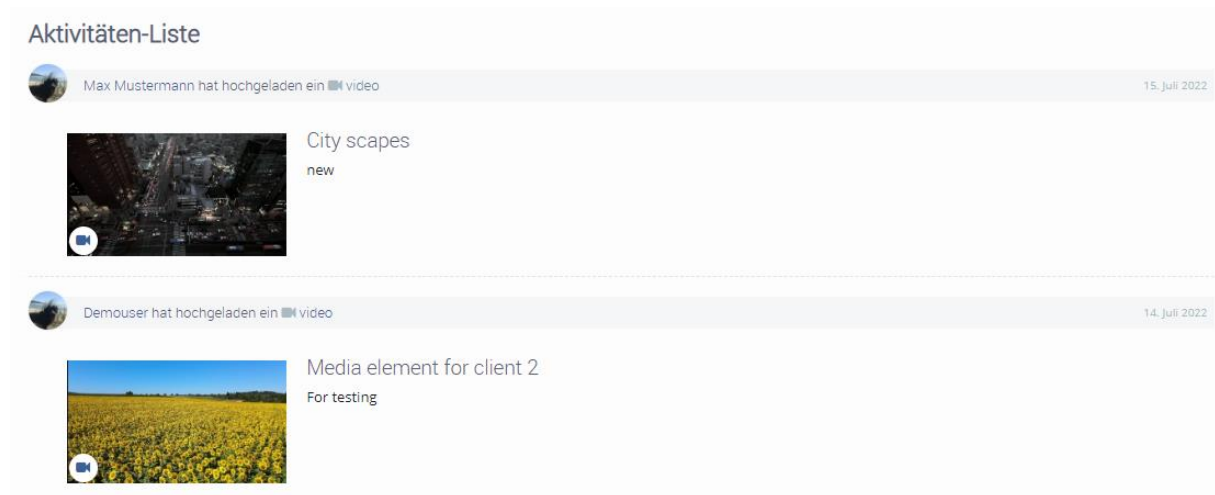 Aktivitäten-Liste
Max Mustermann hat hochgeladen ein video
15. Juli 2022
City scapes
new
Demouser hat hochgeladen ein video
14. Juli 2022
Media element for client 2
For testing